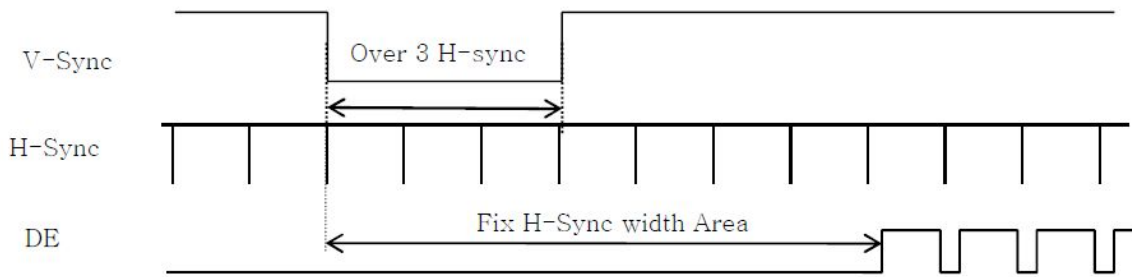 V-Sync
Over 3 H-sync
H-Sync
DE
Fix H-Sync width Area